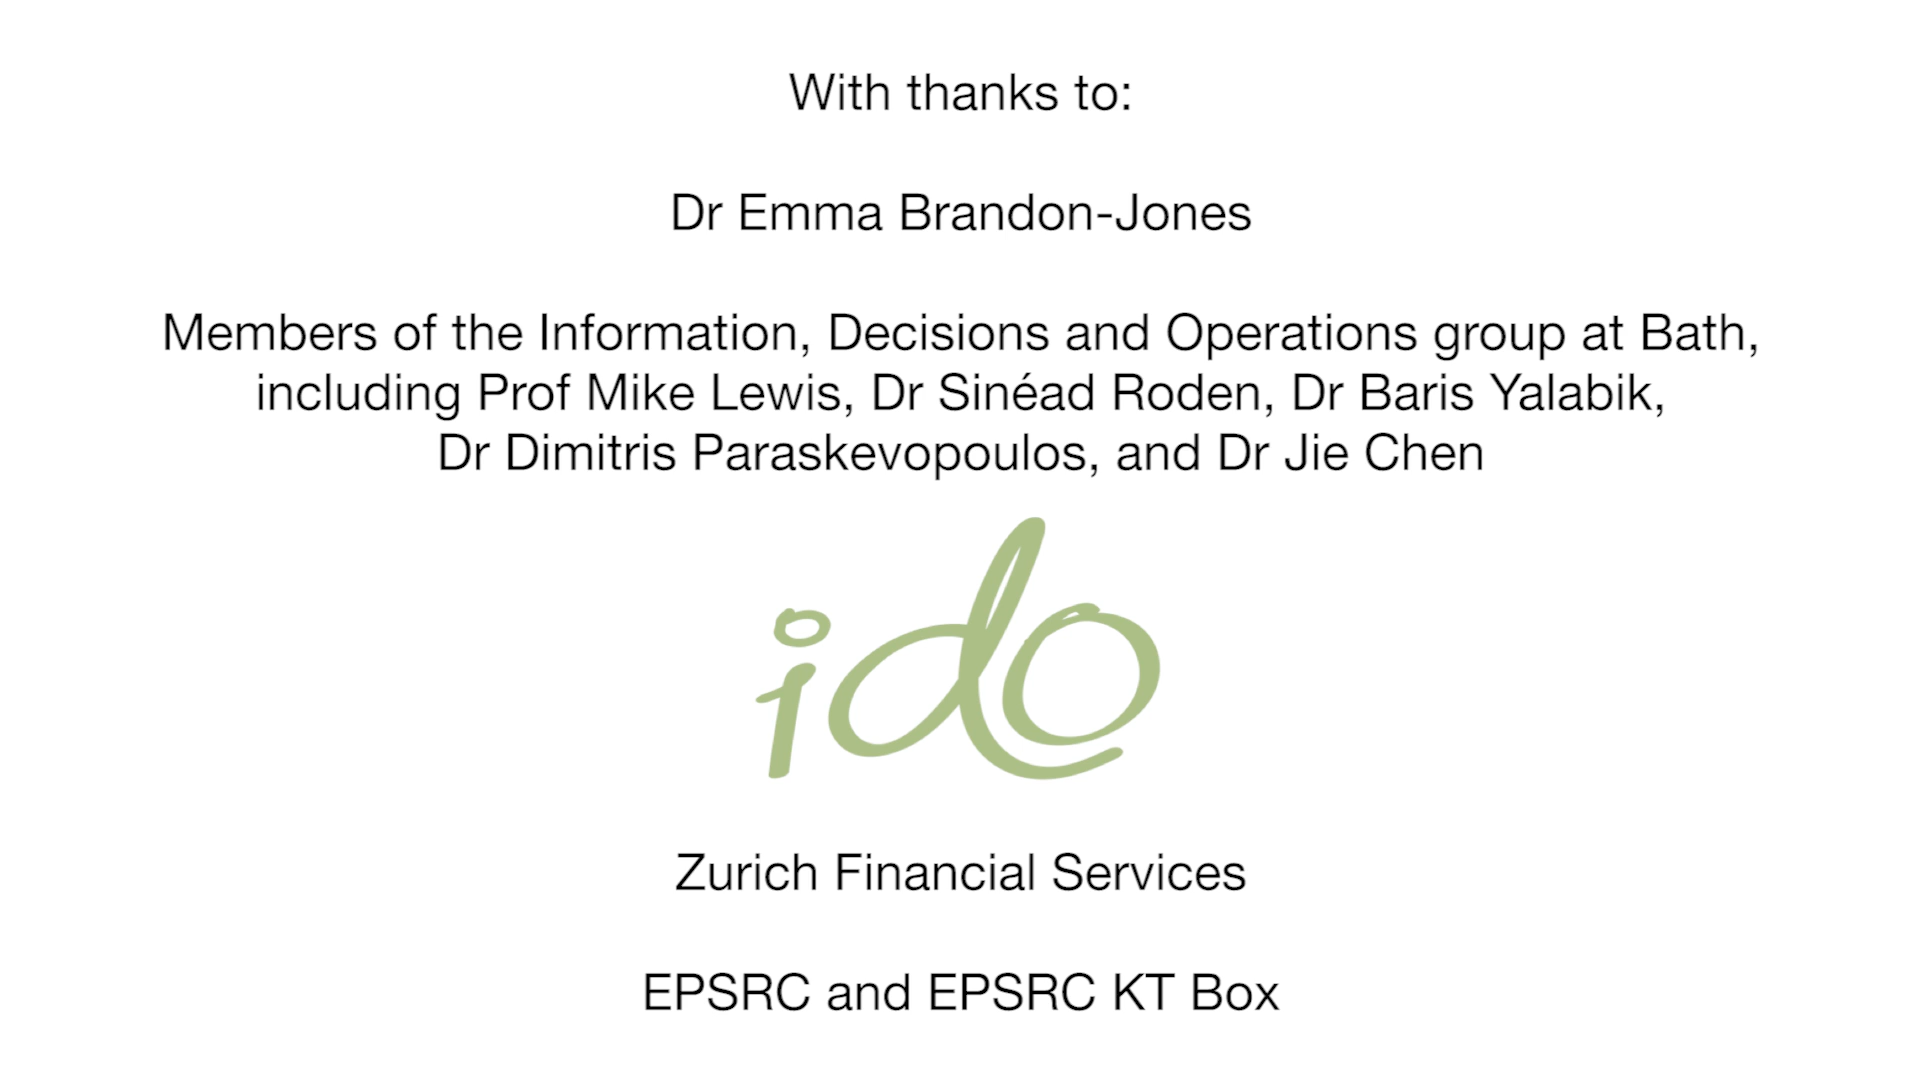 With thanks to:
Dr Emma Brandon-Jones
Members of the Information, Decisions and Operations group at Bath,
including Prof Mike Lewis, Dr Sinéad Roden, Dr Baris Yalabik,
Dr Dimitris Paraskevopoulos, and Dr Jie Chen
ido
Zurich Financial Services
EPSRC and EPSRC KT Box